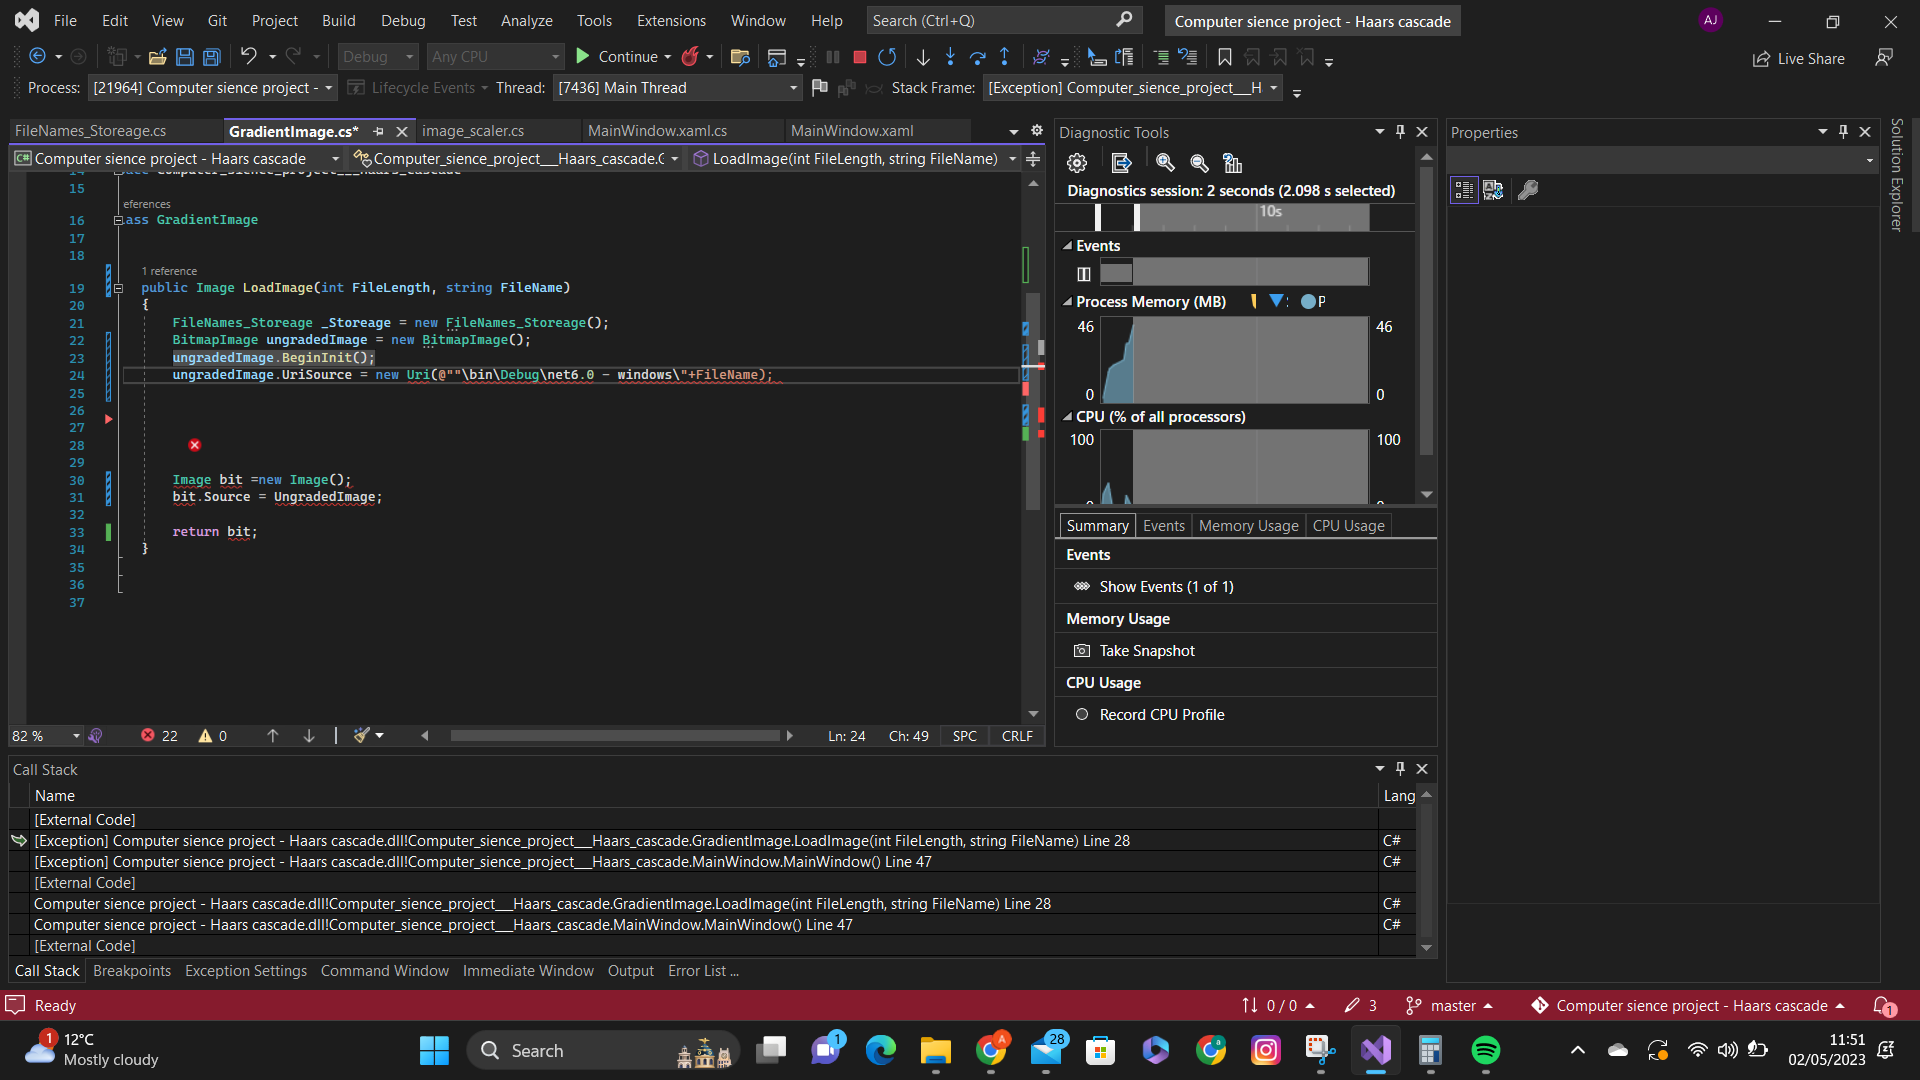 File Edit View Git Project Build Debug Test Analyze Tools Extensions Window Help Search (Ctrl+Q) Computer sience project - Haars cascade AJ
Debug Any CPU Continue Live Share
Process: [21964] Computer sience project - Lifecycle Events Thread: [7436] Main Thread Stack Frame: [Exception] Computer_sience_project___H
FileNames_Storeage.cs GradientImage.cs* image_scaler.cs MainWindow.xaml.cs MainWindow.xaml
Computer sience project - Haars cascade Computer_sience_project___Haars_cascade.G LoadImage(int FileLength, string FileName)
14 Computer_sience_project___Haars_cascade
15
eferences
16 ass GradientImage
17
18
1 reference
19 public Image LoadImage(int FileLength, string FileName)
20 {
21 FileNames_Storeage _Storeage = new FileNames_Storeage();
22 BitmapImage ungradedImage = new BitmapImage();
23 ungradedImage.BeginInit();
24 ungradedImage.UriSource = new Uri(@""\bin\Debug\net6.0 - windows\"+FileName);
25
26
27
28
29
30 Image bit =new Image();
31 bit.Source = UngradedImage;
32
33 return bit;
34 }
35
36
37
82 % 22 0 Ln: 24 Ch: 49 SPC CRLF
Diagnostic Tools
Diagnostics session: 2 seconds (2.098 s selected)
10s
Events
Process Memory (MB) P
46 46
0 0
CPU (% of all processors)
100 100
Summary Events Memory Usage CPU Usage
Events
Show Events (1 of 1)
Memory Usage
Take Snapshot
CPU Usage
Record CPU Profile
Properties
Solution Explorer
Call Stack
Name Lang
[External Code]
[Exception] Computer sience project - Haars cascade.dll!Computer_sience_project___Haars_cascade.GradientImage.LoadImage(int FileLength, string FileName) Line 28 C#
[Exception] Computer sience project - Haars cascade.dll!Computer_sience_project___Haars_cascade.MainWindow.MainWindow() Line 47 C#
[External Code]
Computer sience project - Haars cascade.dll!Computer_sience_project___Haars_cascade.GradientImage.LoadImage(int FileLength, string FileName) Line 28 C#
Computer sience project - Haars cascade.dll!Computer_sience_project___Haars_cascade.MainWindow.MainWindow() Line 47 C#
[External Code]
Call Stack Breakpoints Exception Settings Command Window Immediate Window Output Error List ...
Ready 0 / 0 3 master Computer sience project - Haars cascade 1
1 12°C
Mostly cloudy
Search 1 A 28 a
11:51
02/05/2023